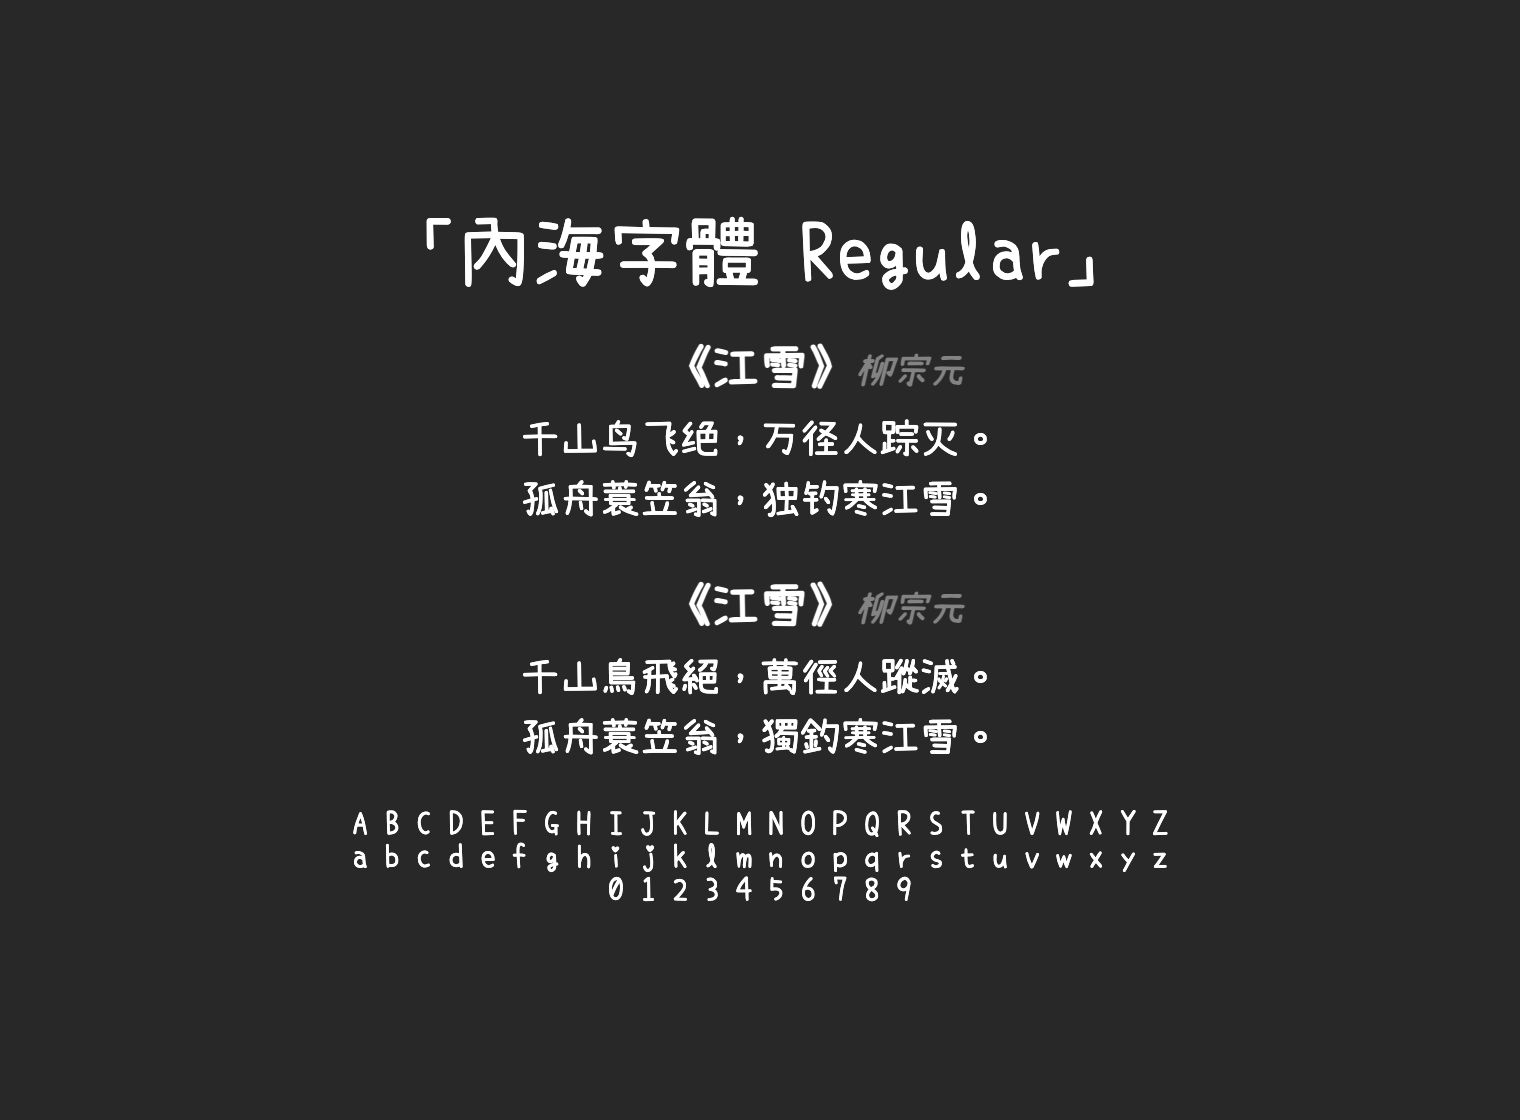 「內海字體 Regular」
《江雪》柳宗元
千山鸟飞绝，万径人踪灭。
孤舟蓑笠翁，独钓寒江雪。
《江雪》柳宗元
千山鳥飛絕，萬徑人蹤滅。
孤舟蓑笠翁，獨釣寒江雪。
A B C D E F G H I J K L M N O P Q R S T U V W X Y Z
a b c d e f g h i j k l m n o p q r s t u v w x y z
0 1 2 3 4 5 6 7 8 9